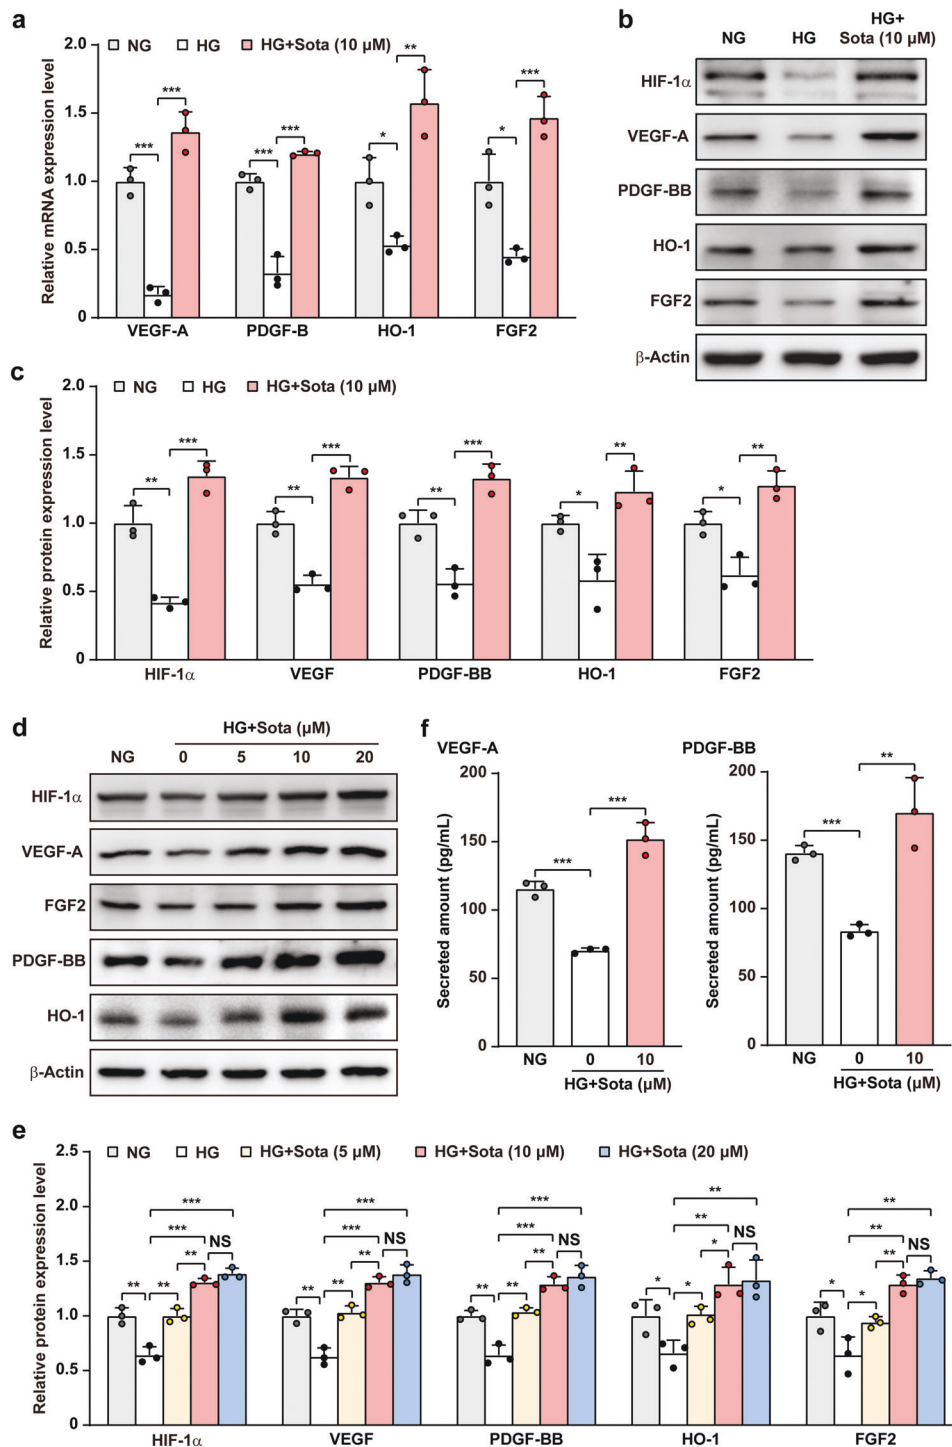 a
NG HG HG+Sota (10 μM)
Relative mRNA expression level
2.0
1.5
1.0
0.5
0
*** *** *** *** * ** * ***
VEGF-A PDGF-B HO-1 FGF2
b
NG HG HG+
Sota (10 μM)
HIF-1α
VEGF-A
PDGF-BB
HO-1
FGF2
β-Actin
c
NG HG HG+Sota (10 μM)
Relative protein expression level
2.0
1.5
1.0
0.5
0
** *** ** *** ** *** * ** * **
HIF-1α VEGF PDGF-BB HO-1 FGF2
d
HG+Sota (μM)
NG 0 5 10 20
HIF-1α
VEGF-A
FGF2
PDGF-BB
HO-1
β-Actin
f
VEGF-A
Secreted amount (pg/mL)
200
150
100
50
0
*** ***
NG 0 10
HG+Sota (μM)
PDGF-BB
Secreted amount (pg/mL)
200
150
100
50
0
*** **
NG 0 10
HG+Sota (μM)
e
NG HG HG+Sota (5 μM) HG+Sota (10 μM) HG+Sota (20 μM)
Relative protein expression level
2.5
2.0
1.5
1.0
0.5
0
*** *** *** ** **
*** *** *** ** **
** NS ** NS ** NS * NS ** NS
** ** ** ** ** ** * * * *
HIF-1α VEGF PDGF-BB HO-1 FGF2